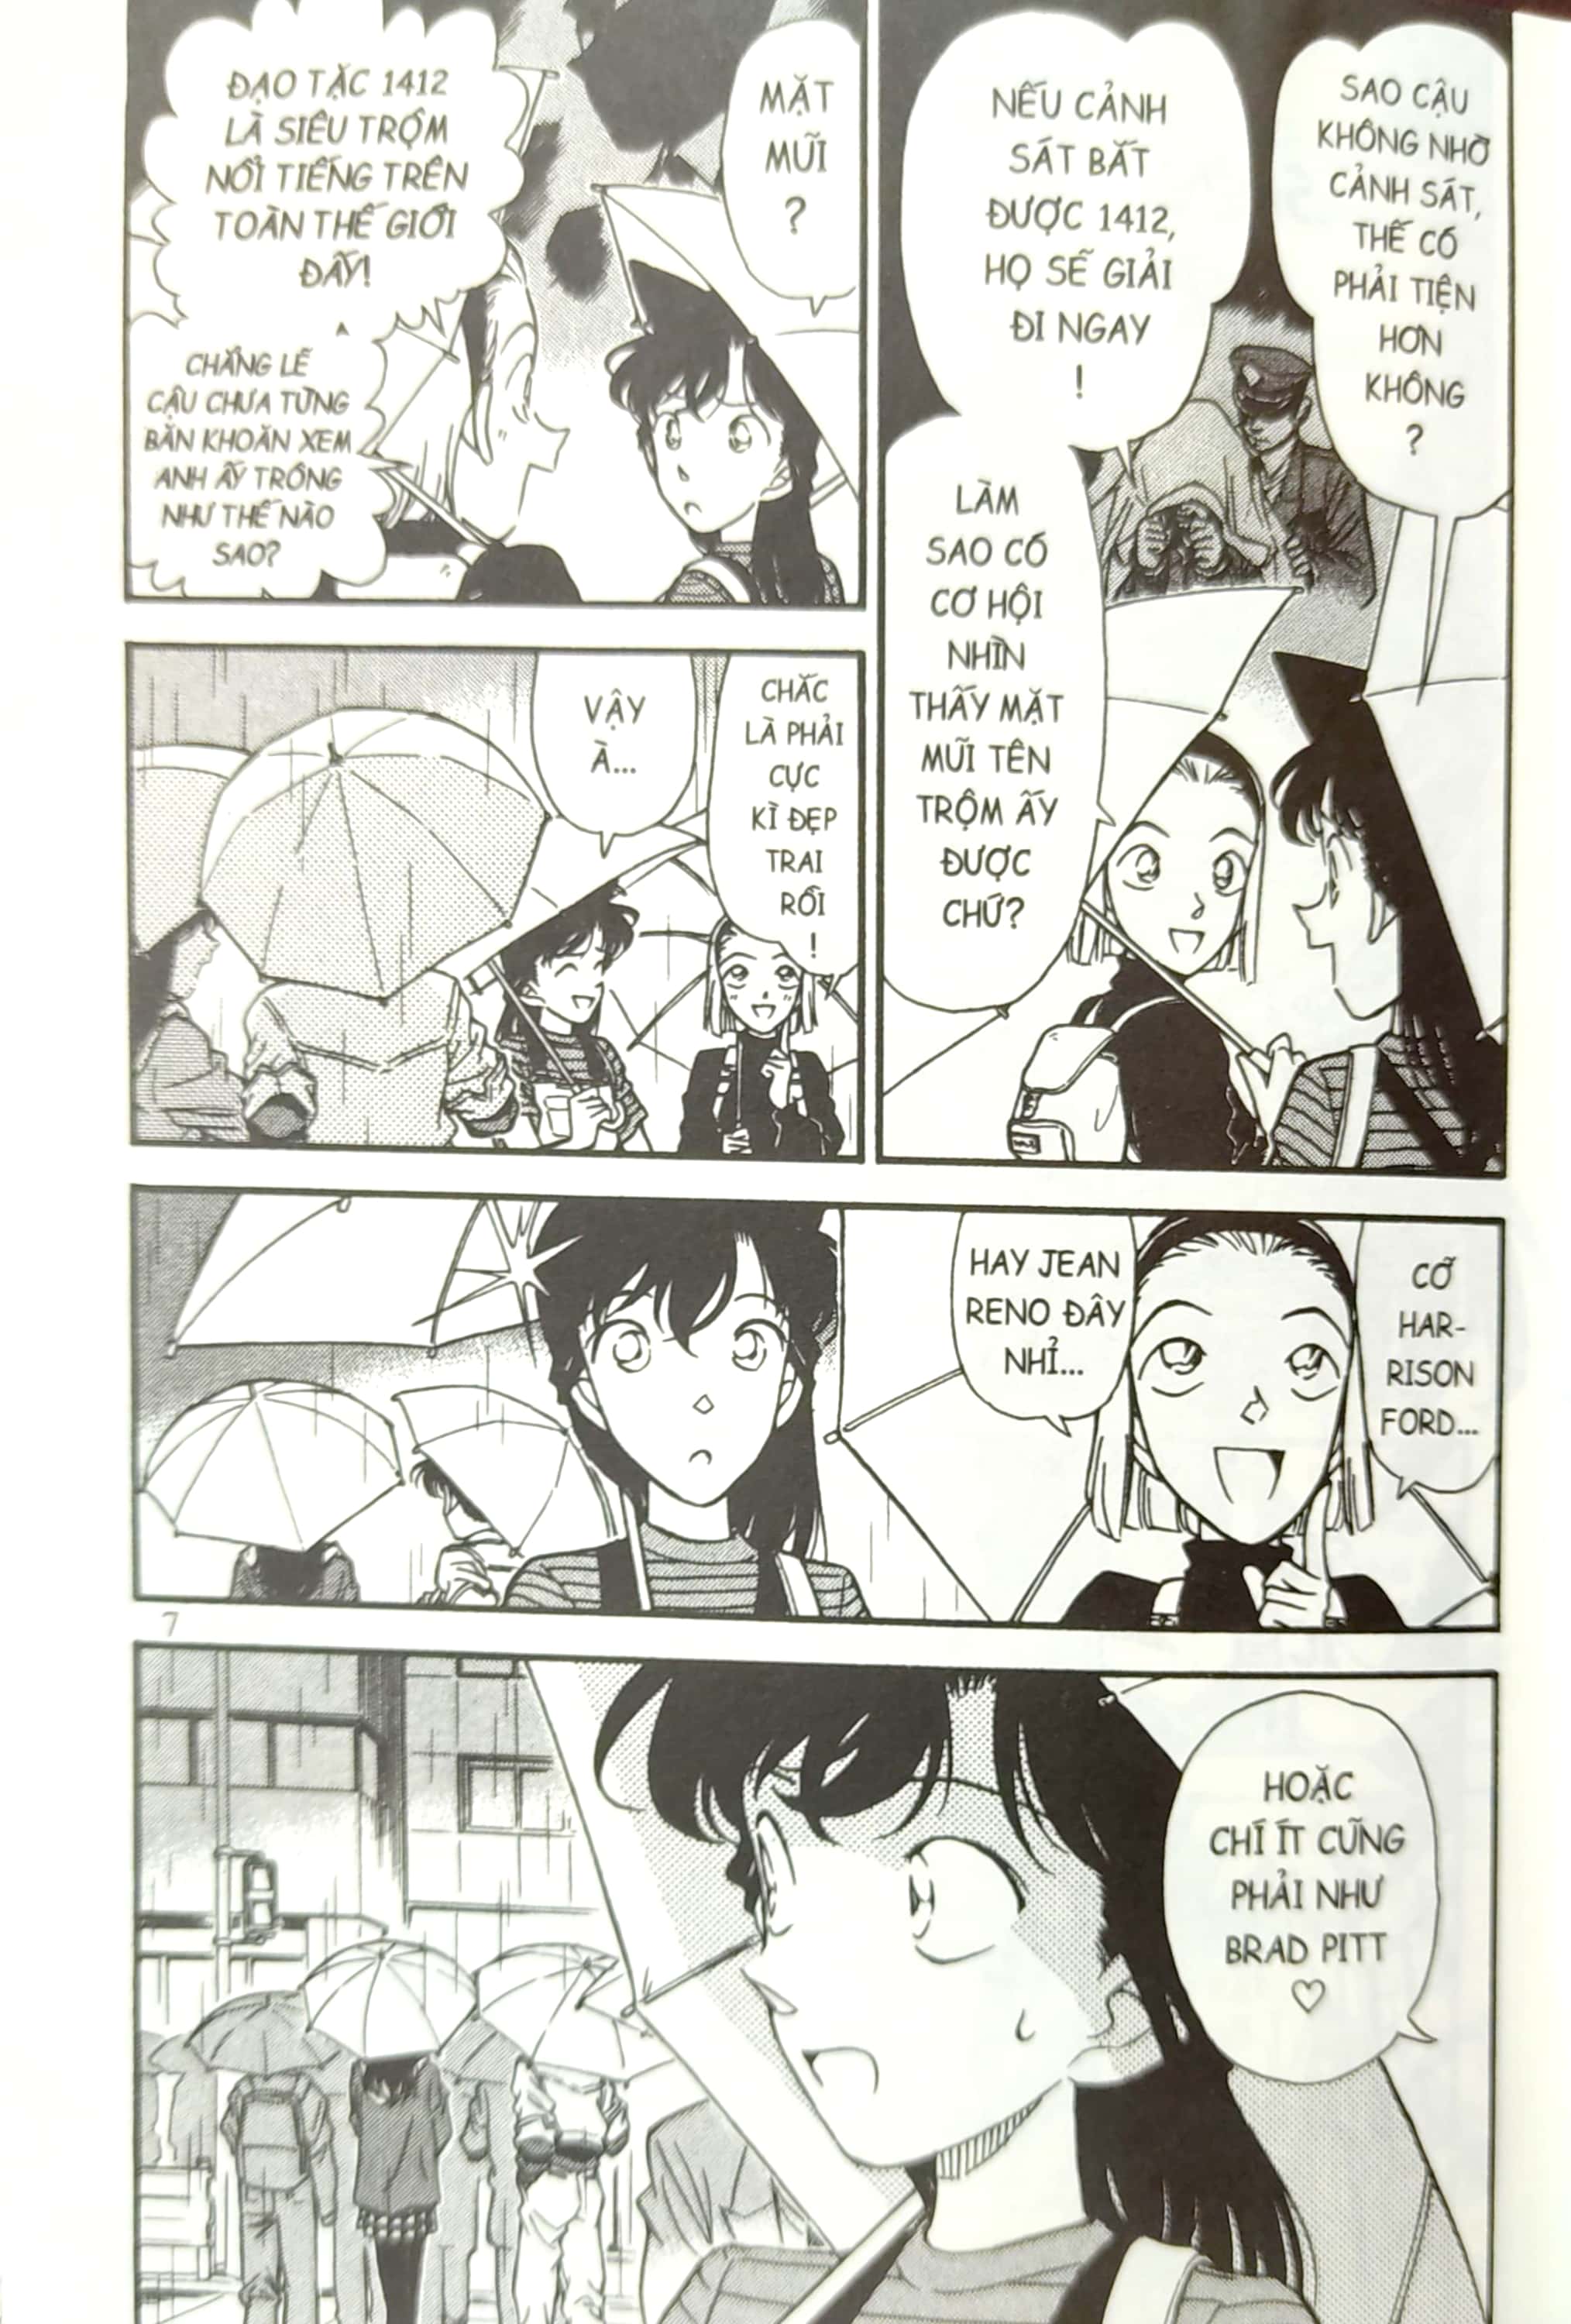 SAO CẬU
KHÔNG NHỜ
CẢNH SÁT,
THẾ CÓ
PHẢI TIỆN
HƠN
KHÔNG
?
NẾU CẢNH
SÁT BẮT
ĐƯỢC 1412,
HỌ SẼ GIẢI
ĐI NGAY
!
LÀM
SAO CÓ
CƠ HỘI
NHÌN
THẤY MẶT
MŨI TÊN
TRỘM ẤY
ĐƯỢC
CHỨ?
MẶT
MŨI
?
ĐẠO TẶC 1412
LÀ SIÊU TRỘM
NỔI TIẾNG TRÊN
TOÀN THẾ GIỚI
ĐẤY!
CHẲNG LẼ
CẬU CHƯA TỪNG
BĂN KHOĂN XEM
ANH ẤY TRÔNG
NHƯ THẾ NÀO
SAO?
CHẮC
LÀ PHẢI
CỰC
KÌ ĐẸP
TRAI
RỒI
!
VẬY
À...
CỠ
HAR-
RISON
FORD...
HAY JEAN
RENO ĐÂY
NHỈ...
7
HOẶC
CHÍ ÍT CŨNG
PHẢI NHƯ
BRAD PITT
♡